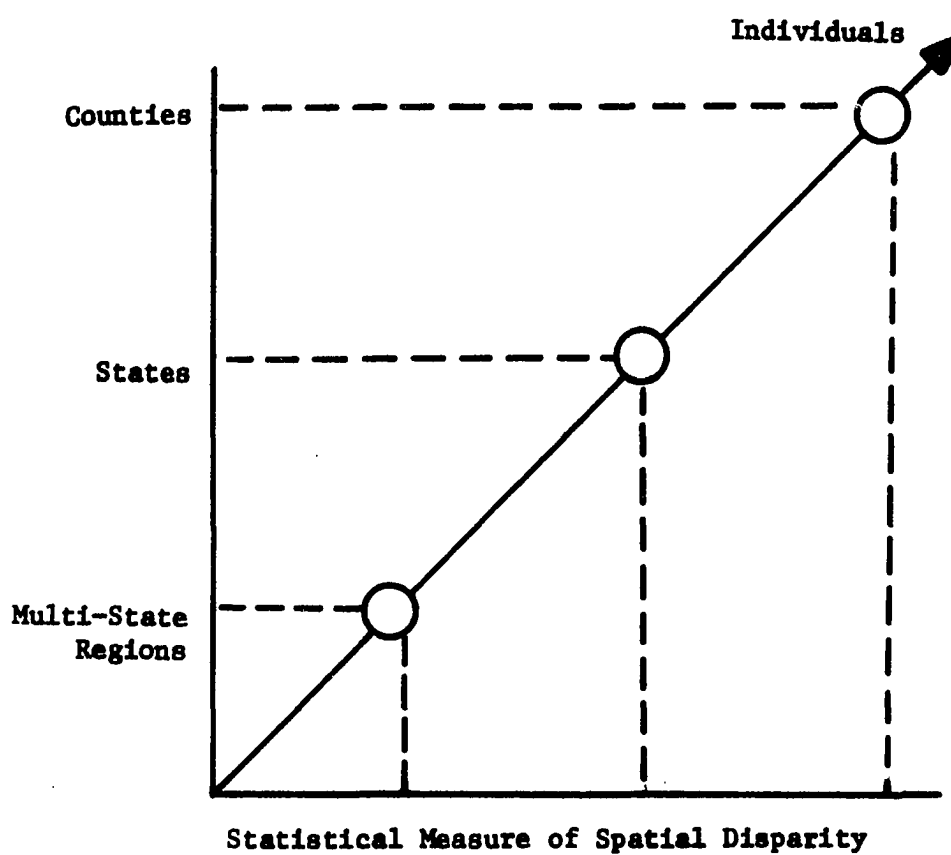 Individuals
Counties
States
Multi-State
Regions
Statistical Measure of Spatial Disparity